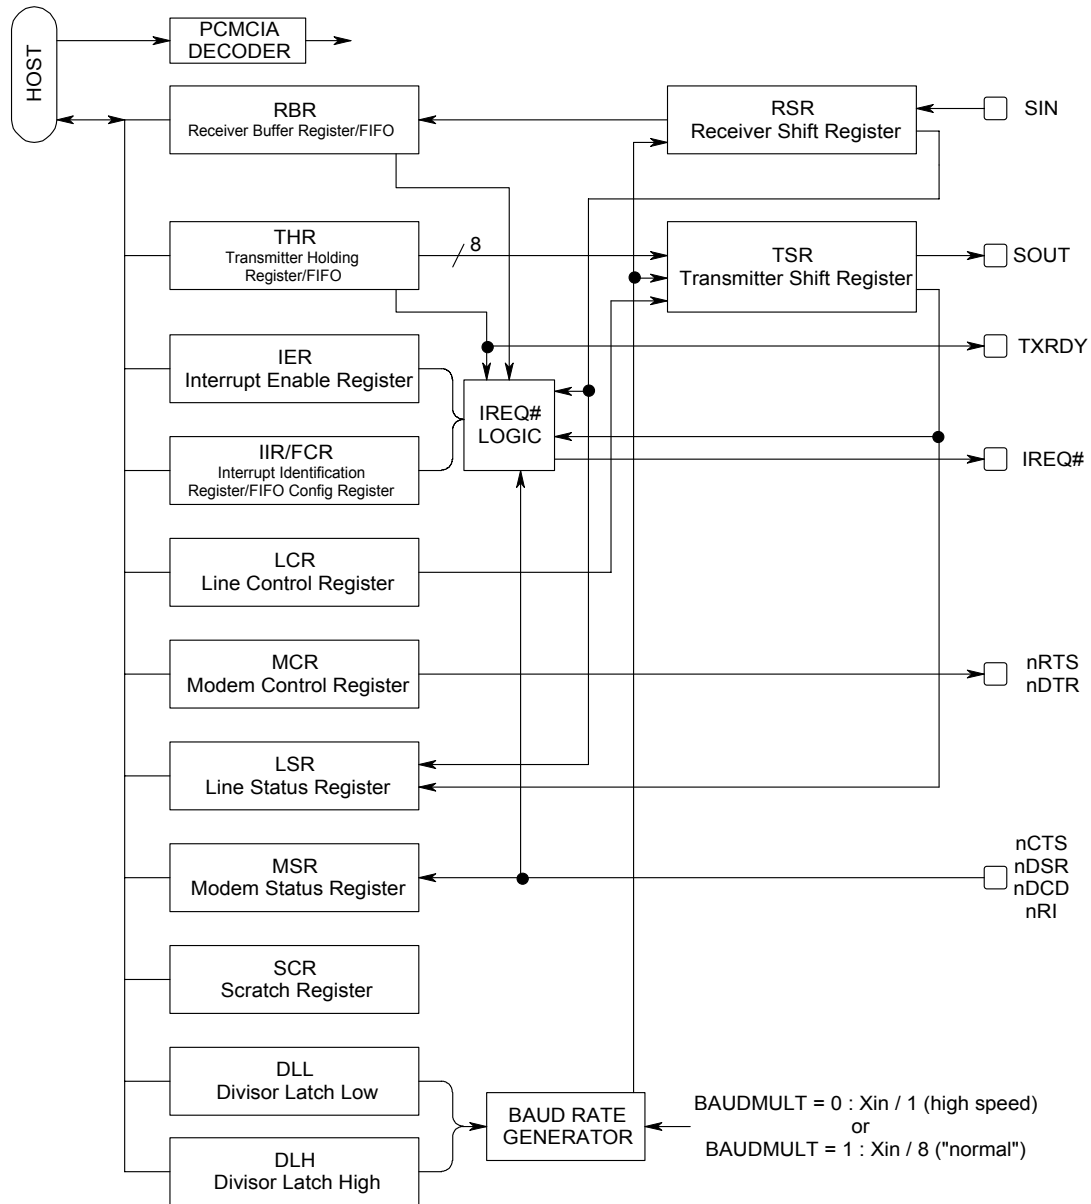 HOST
PCMCIA
DECODER
RBR
Receiver Buffer Register/FIFO
RSR
Receiver Shift Register
SIN
THR
Transmitter Holding
Register/FIFO
8
TSR
Transmitter Shift Register
SOUT
TXRDY
IER
Interrupt Enable Register
IREQ#
LOGIC
IIR/FCR
Interrupt Identification
Register/FIFO Config Register
IREQ#
LCR
Line Control Register
MCR
Modem Control Register
nRTS
nDTR
LSR
Line Status Register
MSR
Modem Status Register
nCTS
nDSR
nDCD
nRI
SCR
Scratch Register
DLL
Divisor Latch Low
BAUD RATE
GENERATOR
BAUDMULT = 0 : Xin / 1 (high speed)
or
BAUDMULT = 1 : Xin / 8 ("normal")
DLH
Divisor Latch High